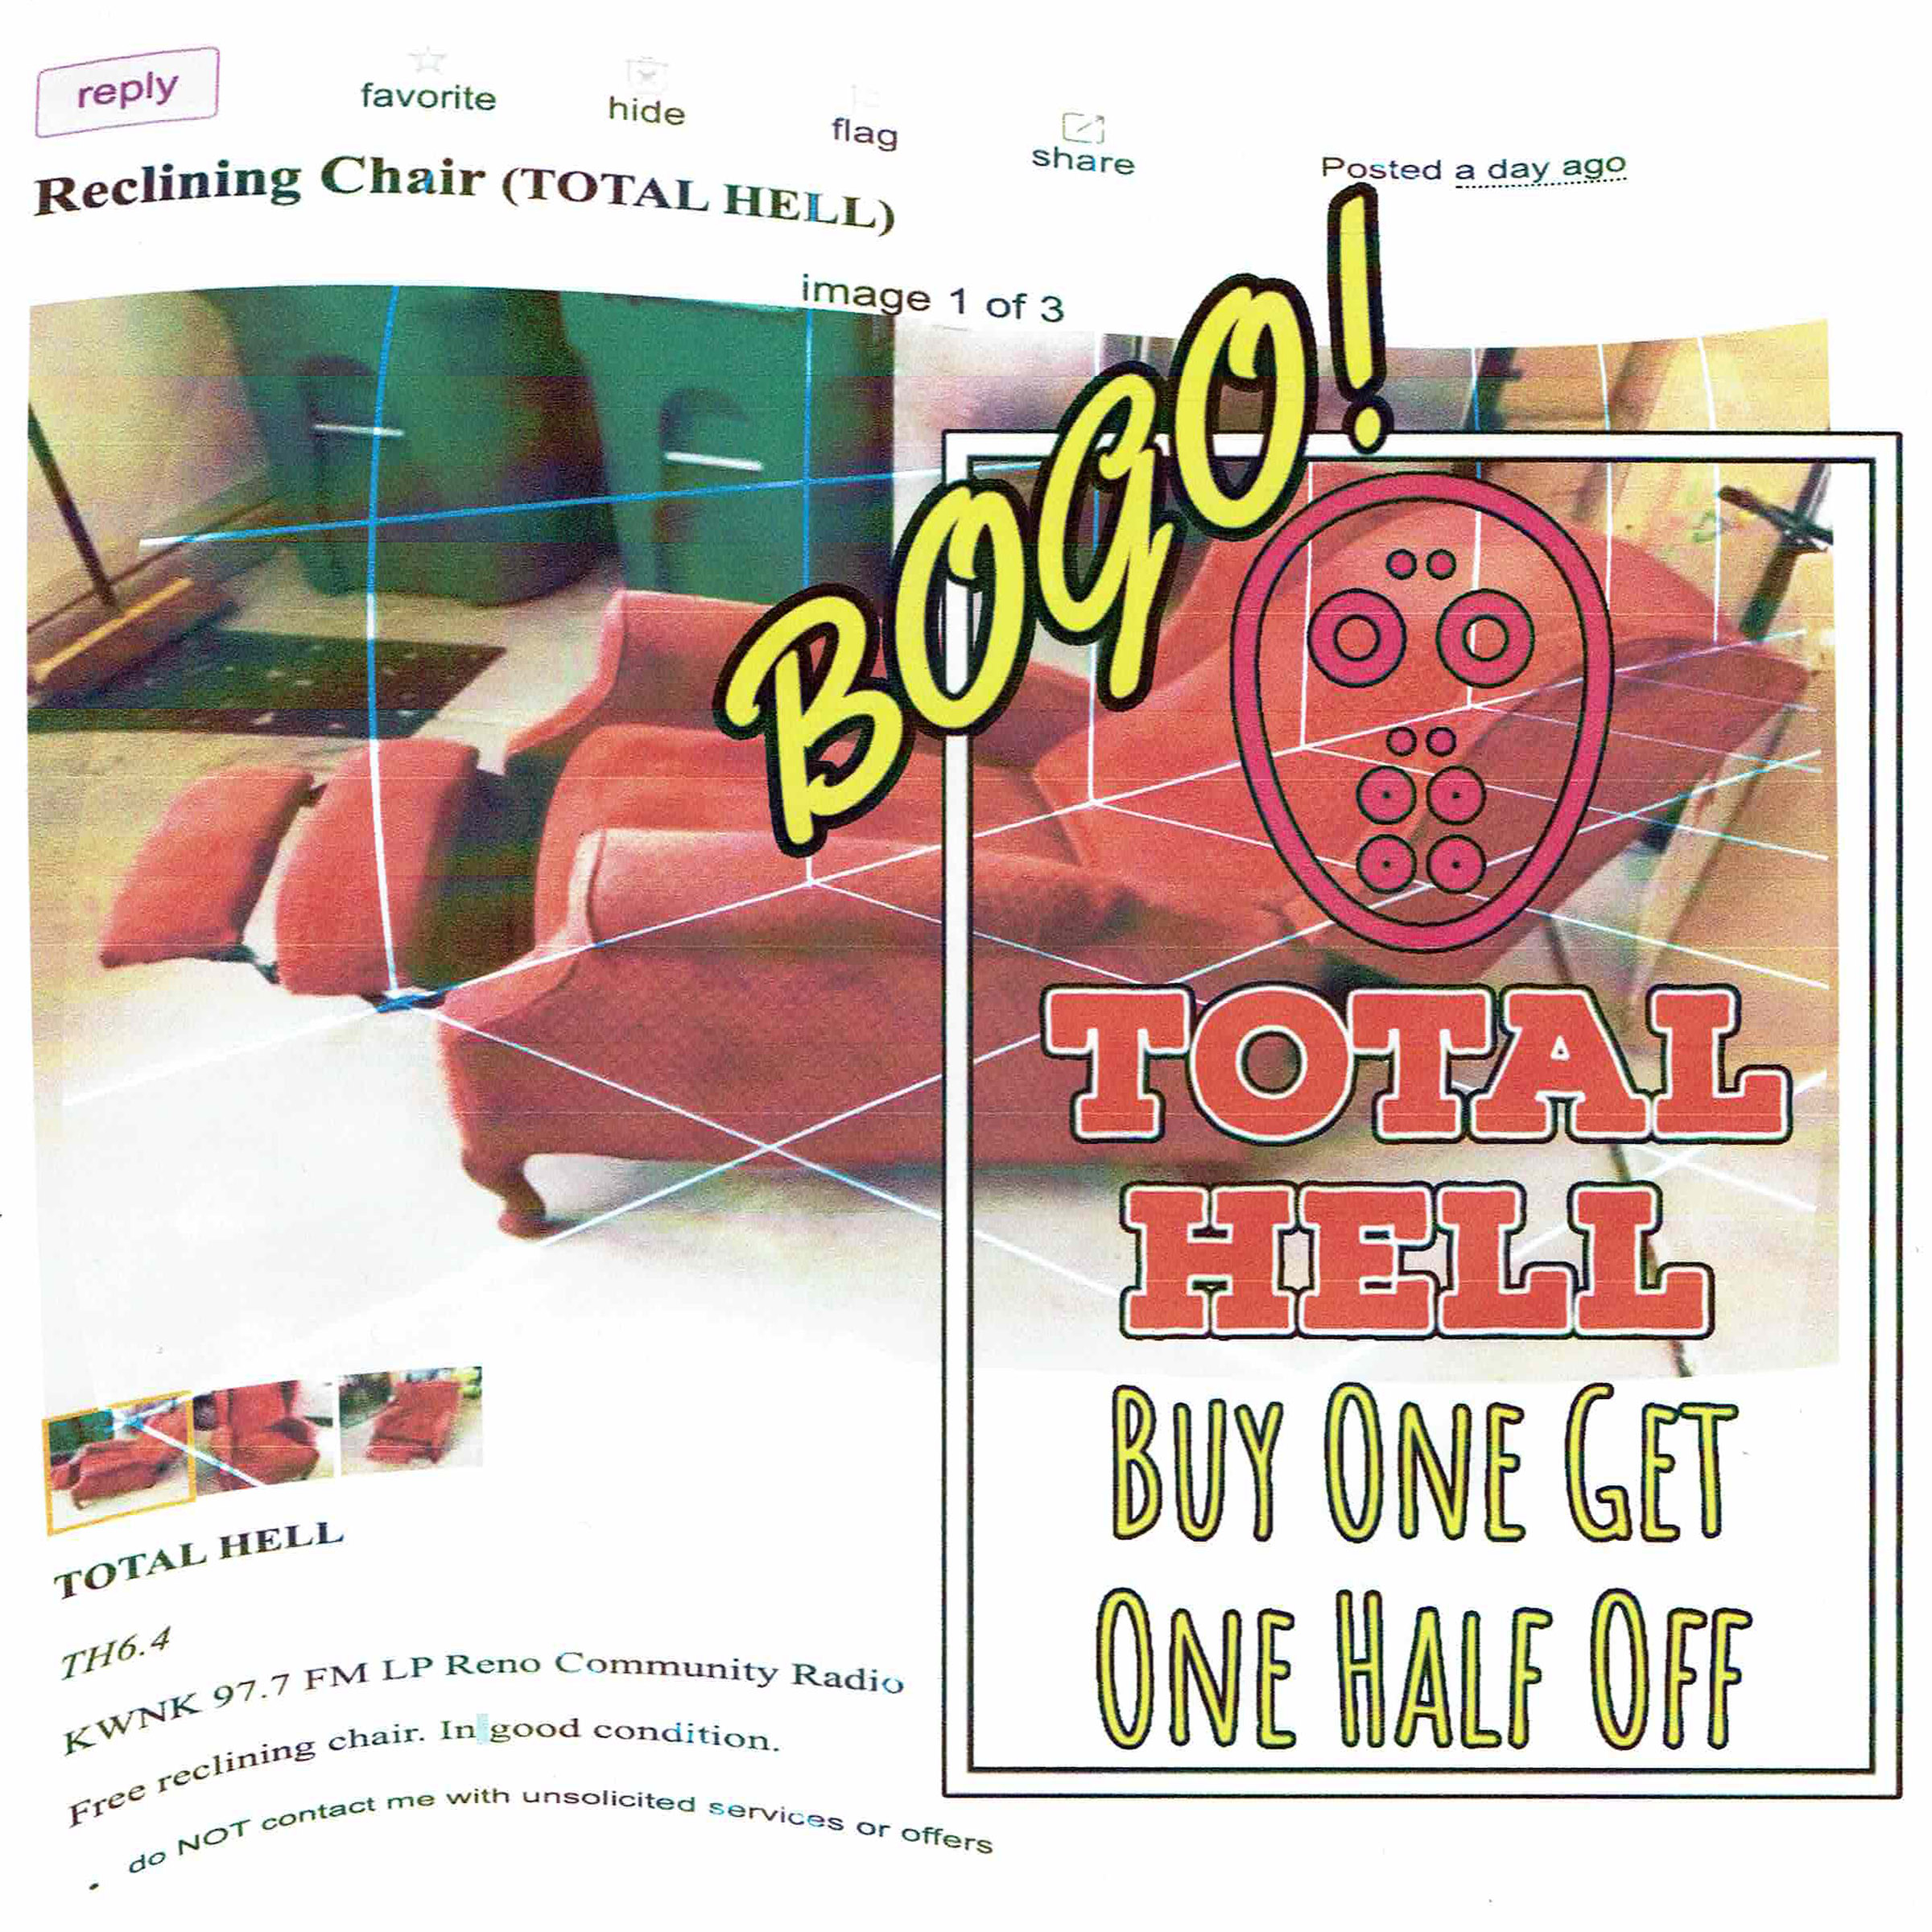 reply
favorite
hide
flag
share
Posted a day ago
Reclining Chair (TOTAL HELL)
image 1 of 3
BOGO!
TOTAL
HELL
BUY ONE GET
ONE HALF OFF
TOTAL HELL
TH6.4
KWNK 97.7 FM LP Reno Community Radio
Free reclining chair. In good condition.
• do NOT contact me with unsolicited services or offers